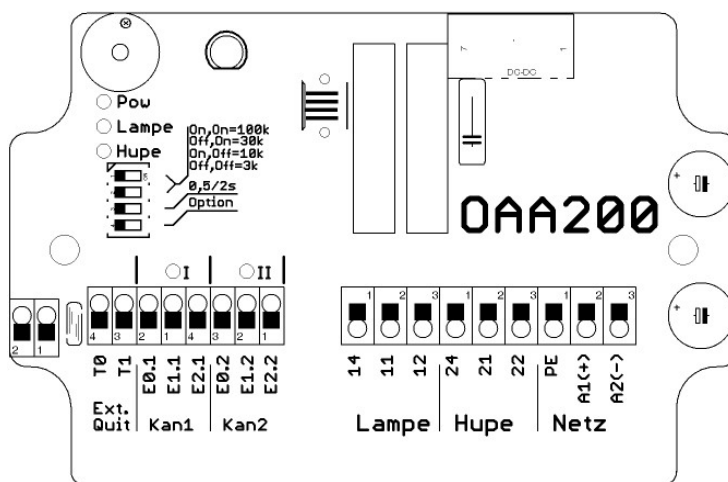 7 1
DC-DC
Pow
Lampe
Hupe
On,On=100k
Off,On=30k
On,Off=10k
Off,Off=3k
0,5/2s
Option
OAA200
+
I II
+
2 1
4 3 2 1 4 3 2 1
1 2 3 1 2 3 1 2 3
T0 T1 E0.1 E1.1 E2.1 E0.2 E1.2 E2.2
14 11 12 24 21 22 PE A1(+) A2(-)
Ext.
Quit Kan1 Kan2
Lampe Hupe Netz